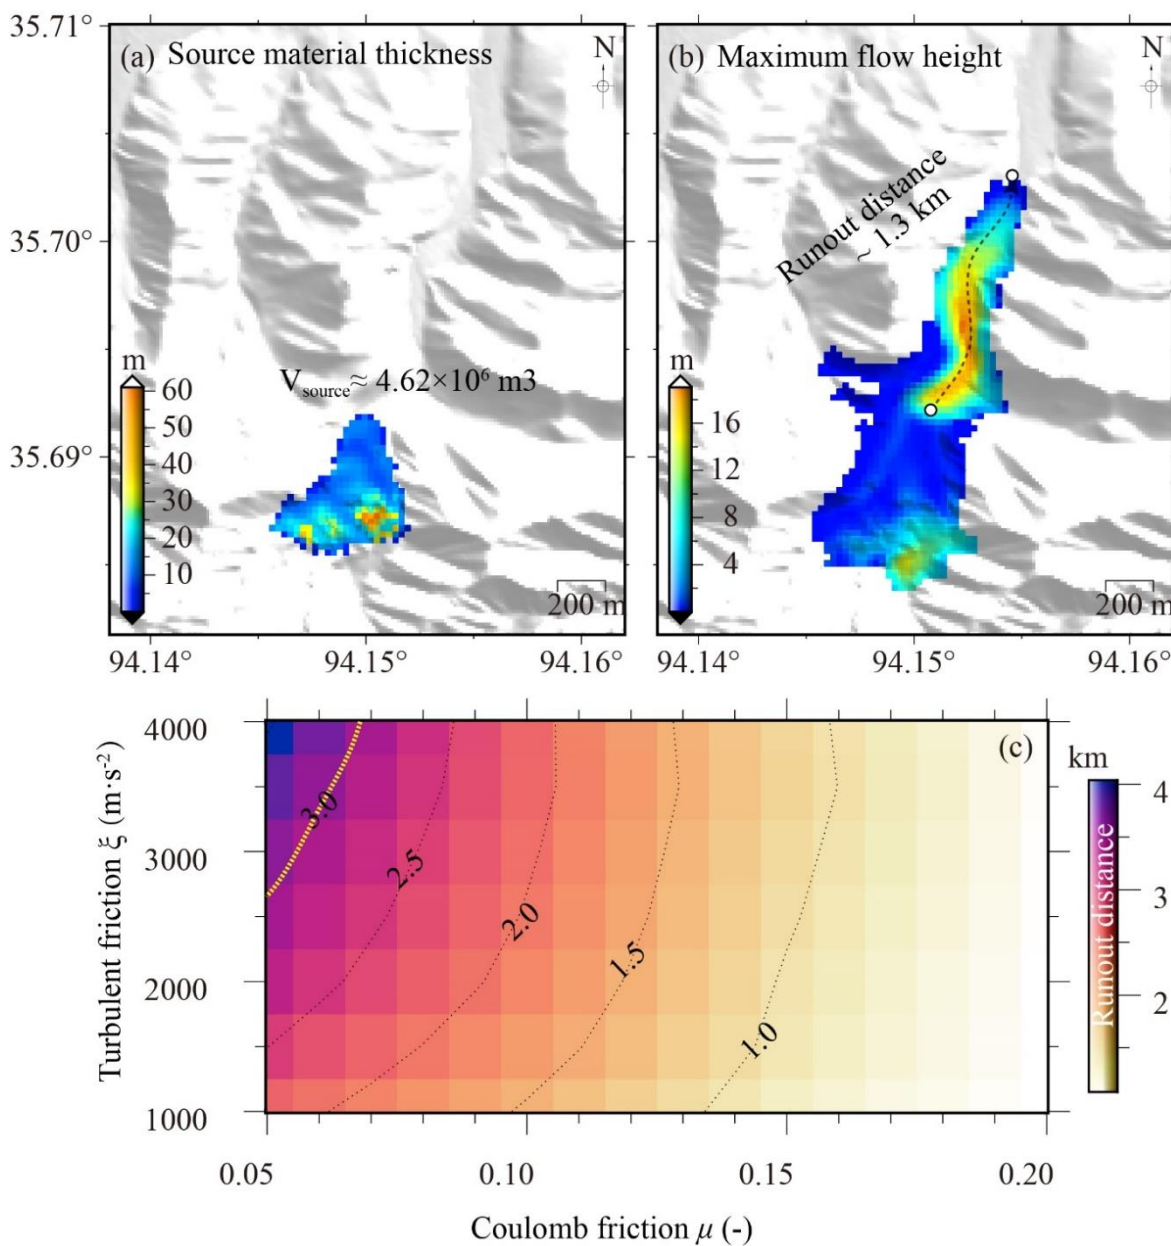 35.71°
35.70°
35.69°
(a) Source material thickness
N
V_source ≈ 4.62×10⁶ m3
m
60
50
40
30
20
10
200 m
94.14°
94.15°
94.16°
(b) Maximum flow height
N
Runout distance
~ 1.3 km
m
16
12
8
4
200 m
94.14°
94.15°
94.16°
(c)
Turbulent friction ξ (m·s⁻²)
4000
3000
2000
1000
3.0
2.5
2.0
1.5
1.0
0.05
0.10
0.15
0.20
Coulomb friction μ (-)
km
4
3
2
Runout distance